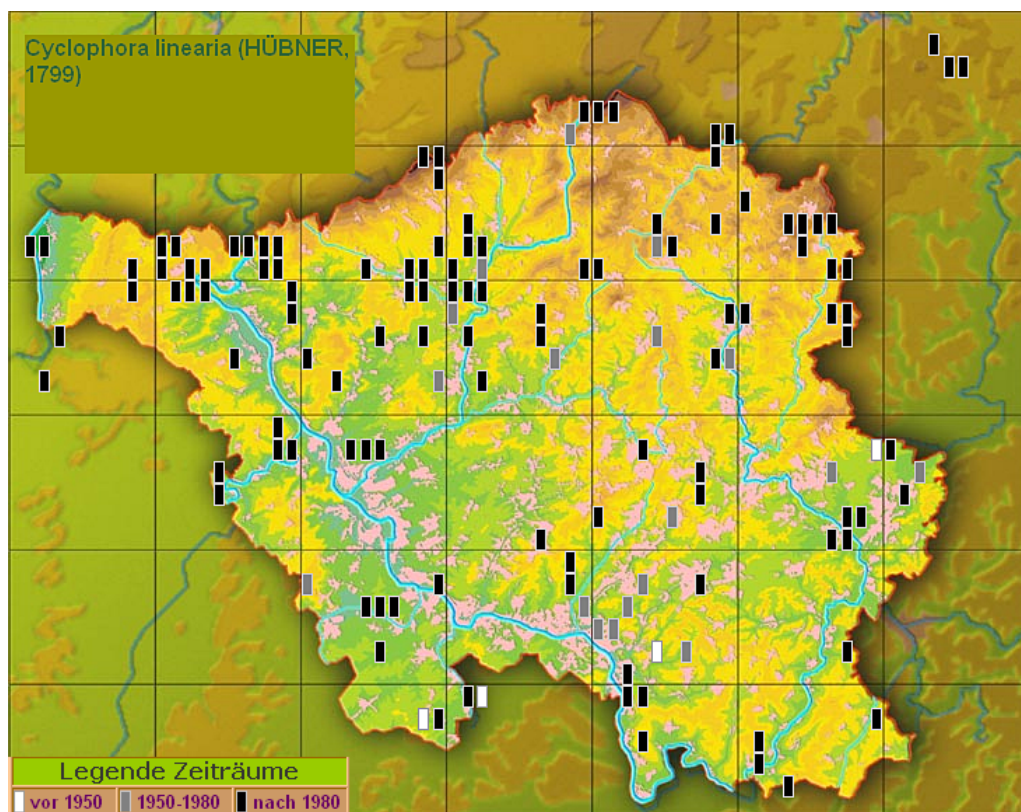 Cyclophora linearia (HÜBNER,
1799)
Legende Zeiträume
vor 1950 1950-1980 nach 1980